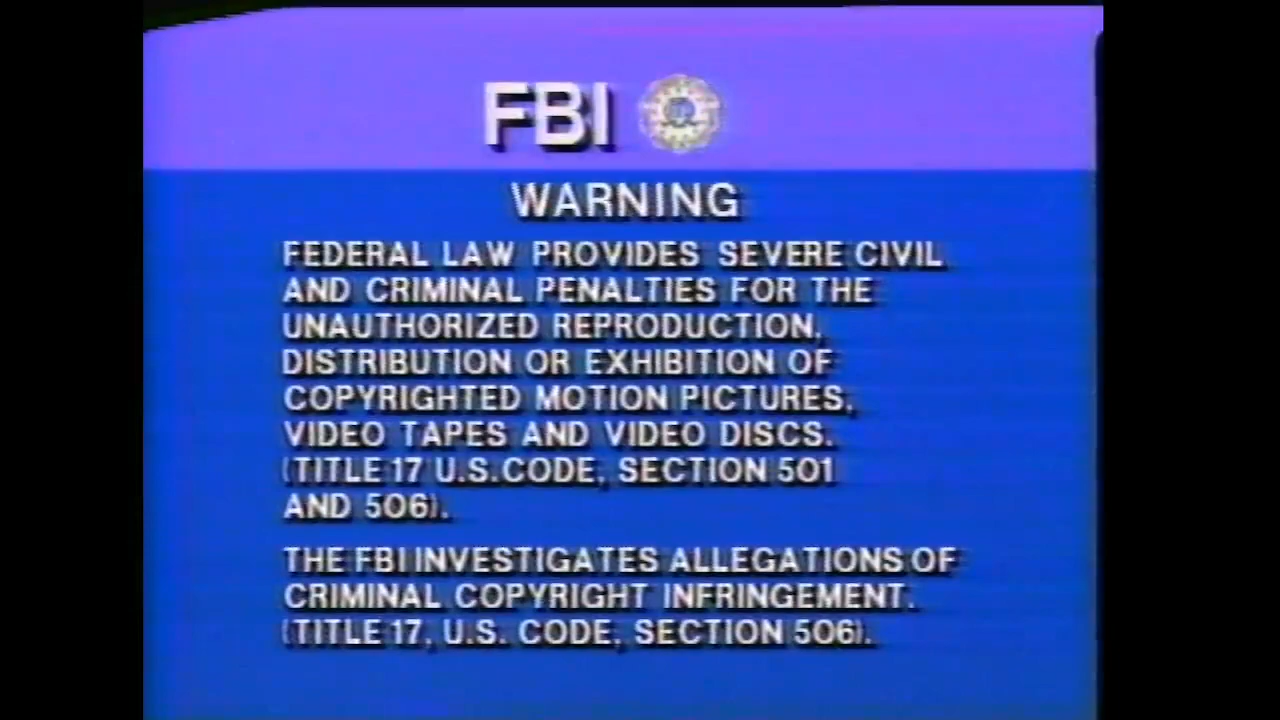 FBI
WARNING
FEDERAL LAW PROVIDES SEVERE CIVIL
AND CRIMINAL PENALTIES FOR THE
UNAUTHORIZED REPRODUCTION,
DISTRIBUTION OR EXHIBITION OF
COPYRIGHTED MOTION PICTURES,
VIDEO TAPES AND VIDEO DISCS.
(TITLE 17 U.S.CODE, SECTION 501
AND 506).
THE FBI INVESTIGATES ALLEGATIONS OF
CRIMINAL COPYRIGHT INFRINGEMENT.
(TITLE 17, U.S. CODE, SECTION 506).